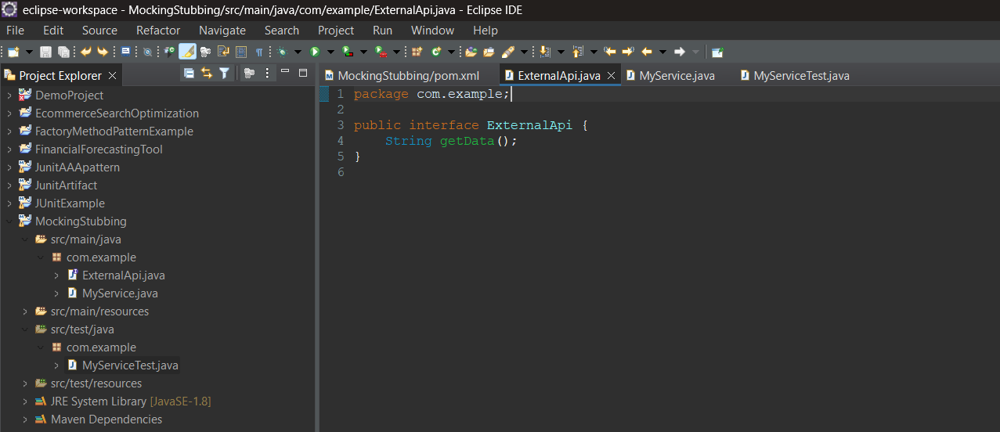 eclipse-workspace - MockingStubbing/src/main/java/com/example/ExternalApi.java - Eclipse IDE
File Edit Source Refactor Navigate Search Project Run Window Help
Project Explorer
DemoProject
EcommerceSearchOptimization
FactoryMethodPatternExample
FinancialForecastingTool
JunitAAApattern
JunitArtifact
JUnitExample
MockingStubbing
src/main/java
com.example
ExternalApi.java
MyService.java
src/main/resources
src/test/java
com.example
MyServiceTest.java
src/test/resources
JRE System Library [JavaSE-1.8]
Maven Dependencies
MockingStubbing/pom.xml ExternalApi.java MyService.java MyServiceTest.java
1 package com.example;
2
3 public interface ExternalApi {
4 String getData();
5 }
6